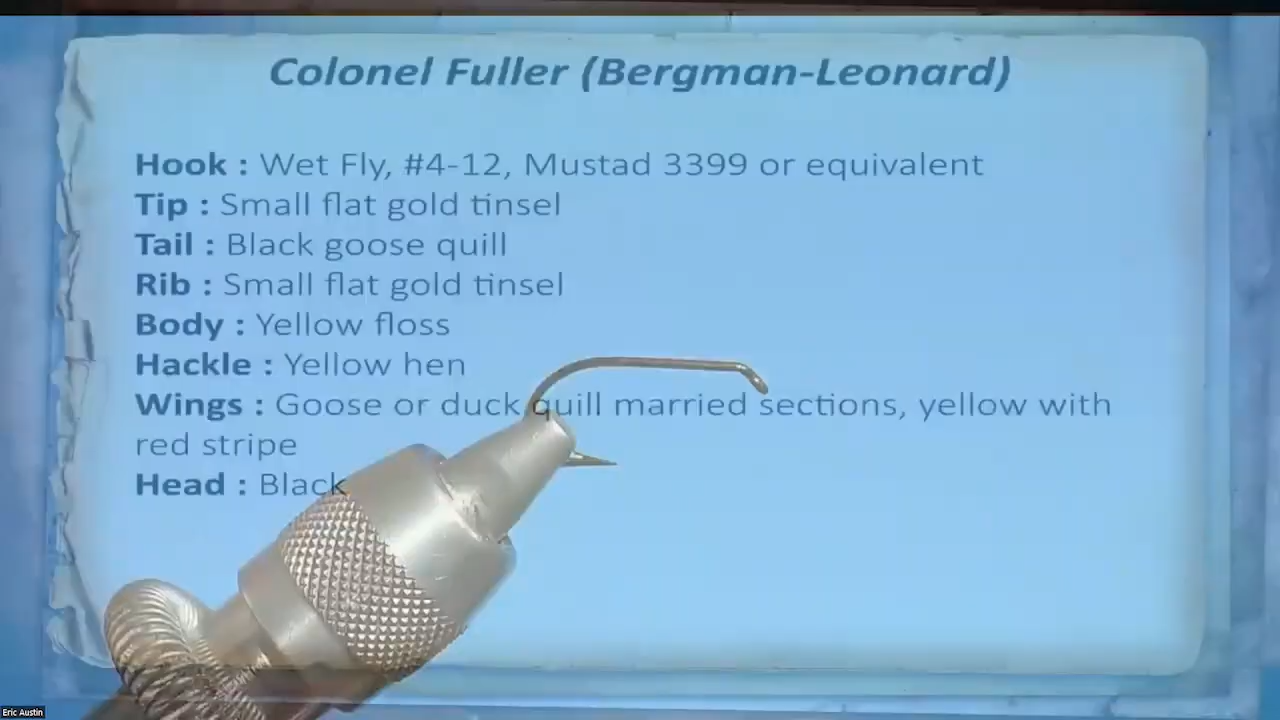 Colonel Fuller (Bergman-Leonard)
Hook : Wet Fly, #4-12, Mustad 3399 or equivalent
Tip : Small flat gold tinsel
Tail : Black goose quill
Rib : Small flat gold tinsel
Body : Yellow floss
Hackle : Yellow hen
Wings : Goose or duck quill married sections, yellow with
red stripe
Head : Black
Eric Austin